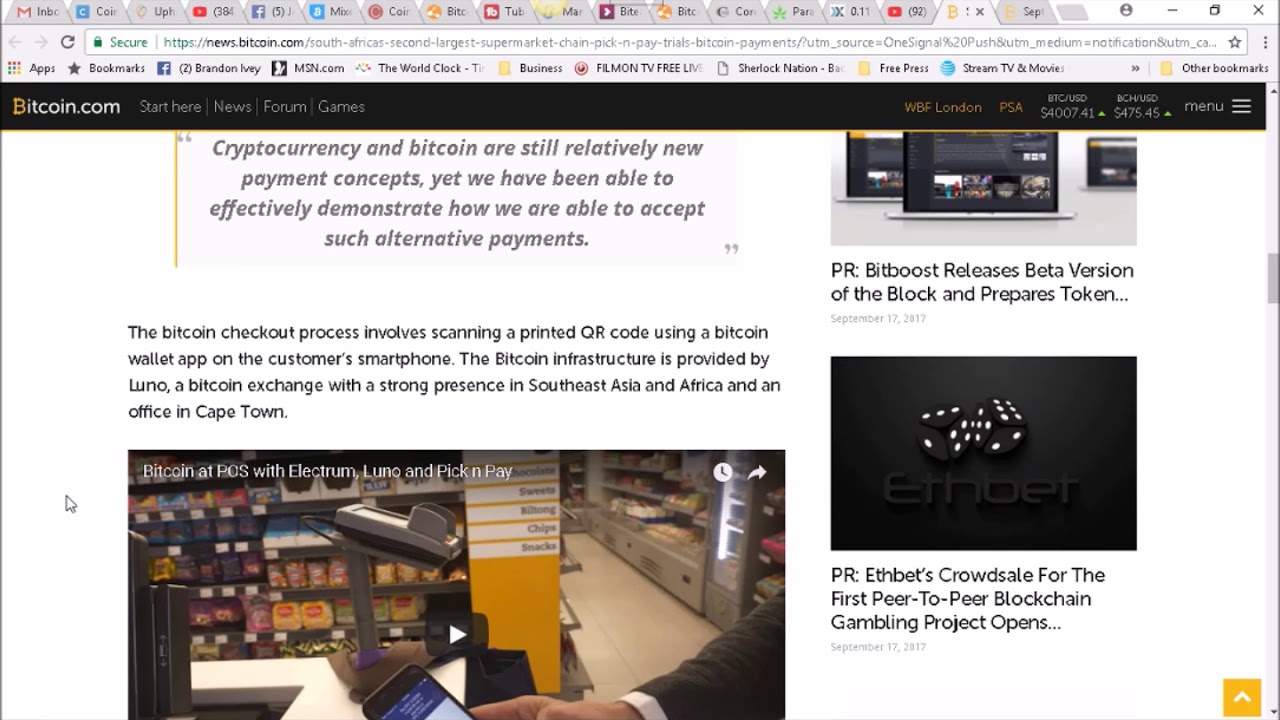 Inbo
Coin
Uph
(384
(5) J
Mix
Coin
Bitc
Tub
Mar
Bite
Bitc
Co
Para
0.11
(92)
S
Sept
Secure
https://news.bitcoin.com/south-africas-second-largest-supermarket-chain-pick-n-pay-trials-bitcoin-payments/?utm_source=OneSignal%20Push&utm_medium=notification&utm_ca...
Apps
Bookmarks
(2) Brandon Ivey
MSN.com
The World Clock - Ti
Business
FILMON TV FREE LIVE
Sherlock Nation - Ba
Free Press
Stream TV & Movies
»
Other bookmarks
Bitcoin.com
Start here | News | Forum | Games
WBF London
PSA
BTC/USD
$4007.41
BCH/USD
$475.45
menu
“ Cryptocurrency and bitcoin are still relatively new
payment concepts, yet we have been able to
effectively demonstrate how we are able to accept
such alternative payments. ”
The bitcoin checkout process involves scanning a printed QR code using a bitcoin
wallet app on the customer's smartphone. The Bitcoin infrastructure is provided by
Luno, a bitcoin exchange with a strong presence in Southeast Asia and Africa and an
office in Cape Town.
Bitcoin at POS with Electrum, Luno and Pick n Pay
Chocolate
Sweets
Biltong
Chips
Snacks
PR: Bitboost Releases Beta Version
of the Block and Prepares Token...
September 17, 2017
Ethbet
PR: Ethbet's Crowdsale For The
First Peer-To-Peer Blockchain
Gambling Project Opens...
September 17, 2017